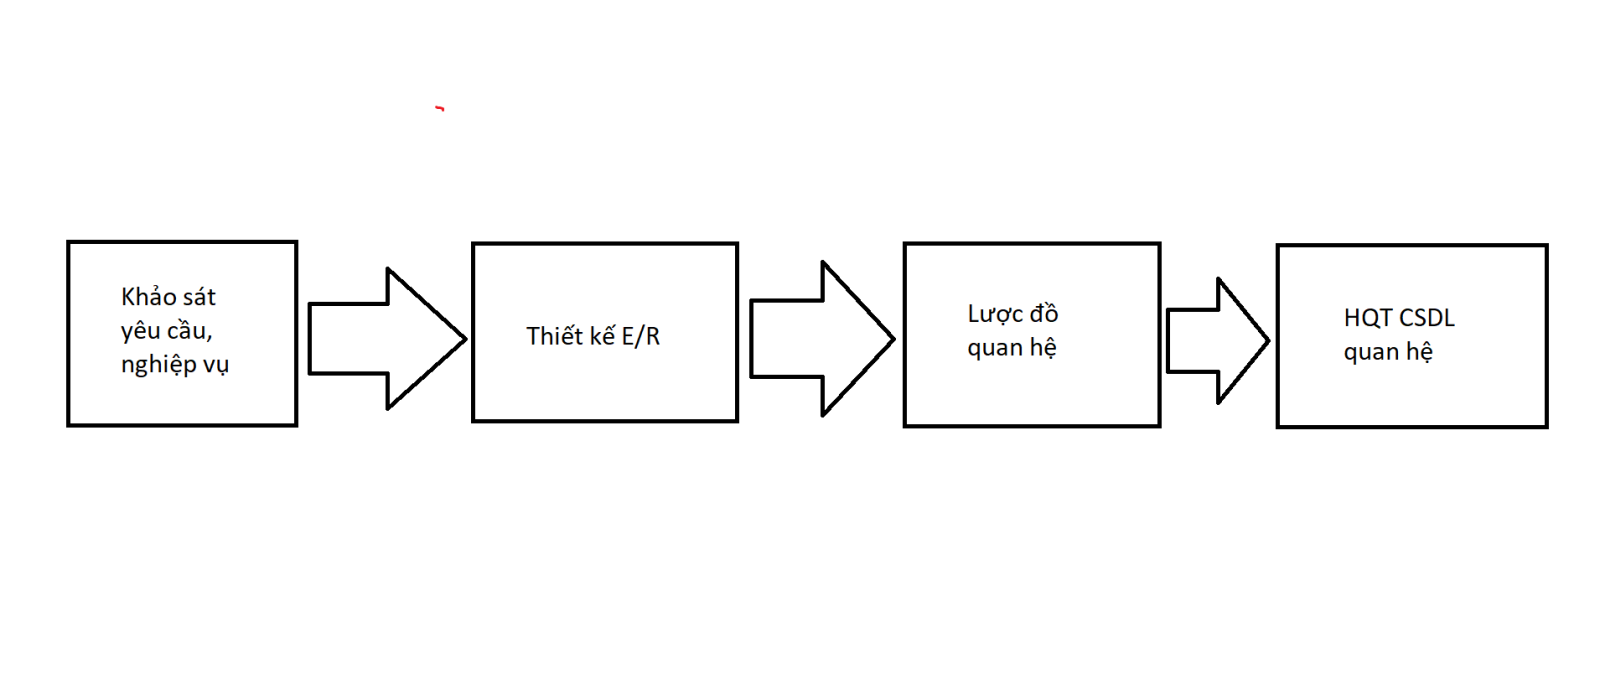 Khảo sát
yêu cầu,
nghiệp vụ
Thiết kế E/R
Lược đồ
quan hệ
HQT CSDL
quan hệ